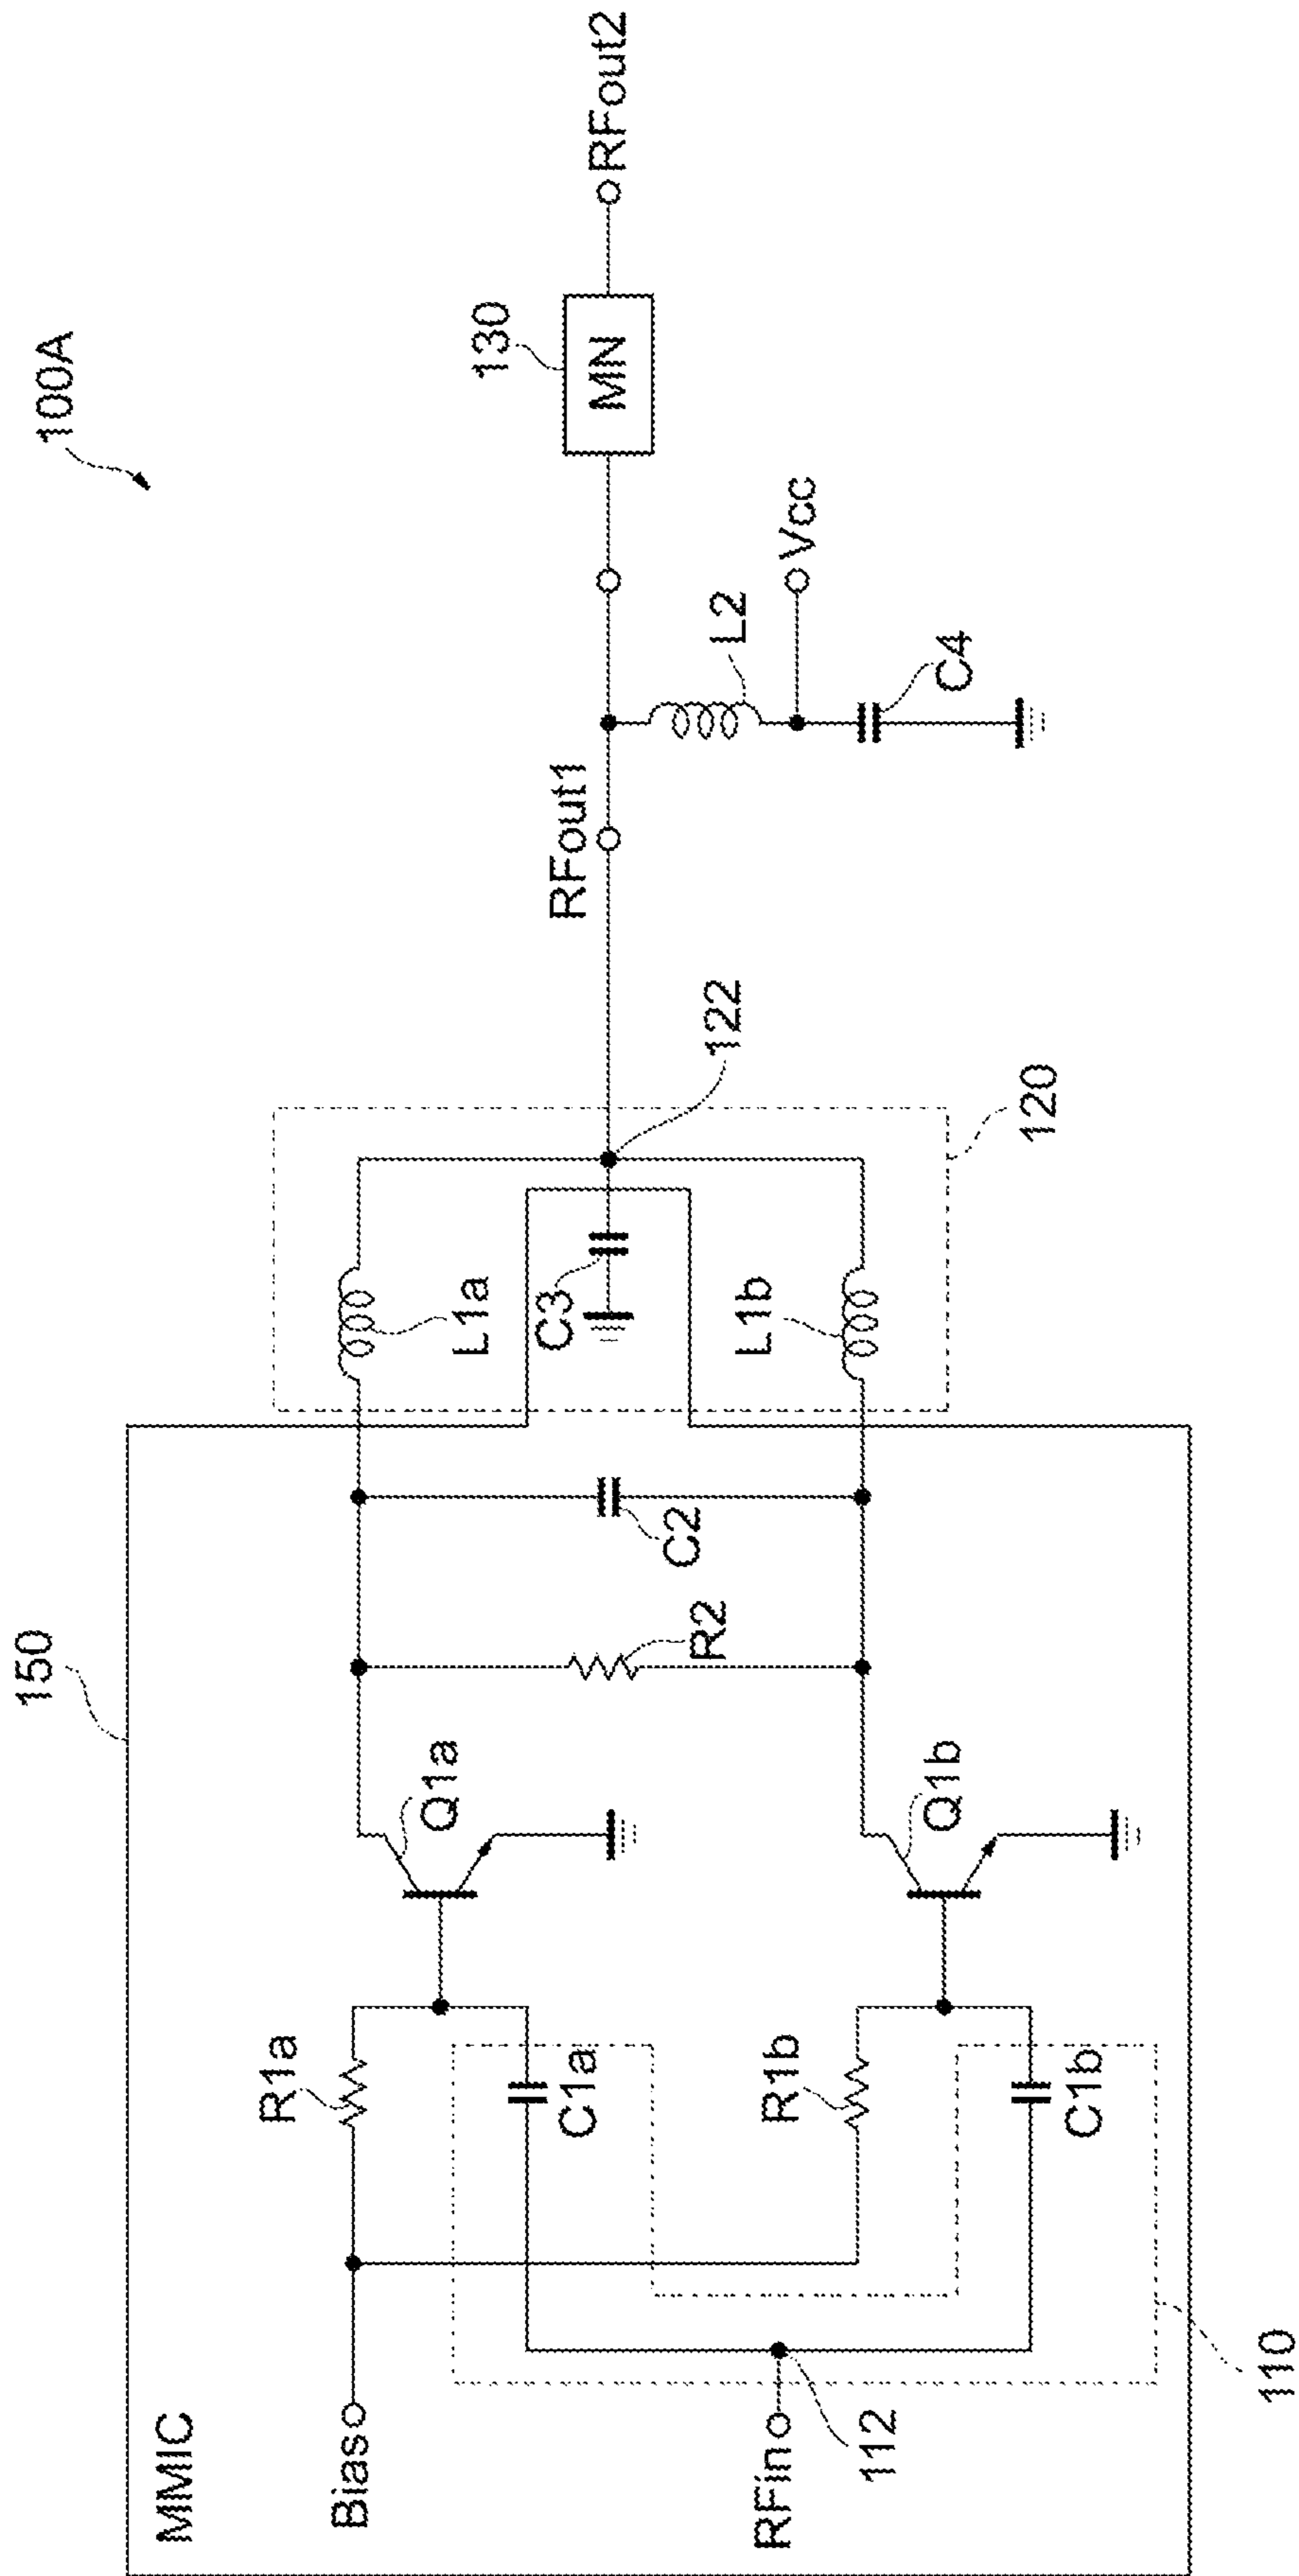 100A
150
MMIC
Bias
R1a
Q1a
R2
C2
L1a
C3
L1b
122
120
RFout1
L2
Vcc
C4
130
MN
RFout2
C1a
R1b
Q1b
C1b
RFin
112
110